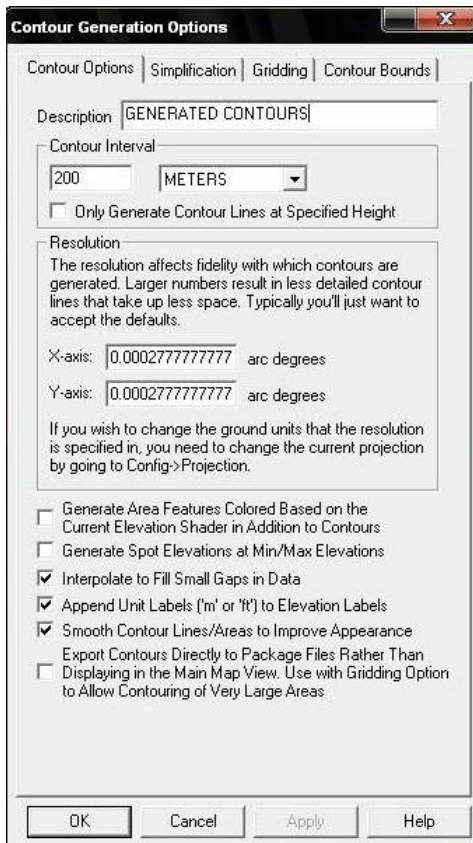 Contour Generation Options
Contour Options Simplification Gridding Contour Bounds
Description GENERATED CONTOURS
Contour Interval
200 METERS
Only Generate Contour Lines at Specified Height
Resolution
The resolution affects fidelity with which contours are
generated. Larger numbers result in less detailed contour
lines that take up less space. Typically you'll just want to
accept the defaults.
X-axis: 0.0002777777777 arc degrees
Y-axis: 0.0002777777777 arc degrees
If you wish to change the ground units that the resolution
is specified in, you need to change the current projection
by going to Config->Projection.
Generate Area Features Colored Based on the
Current Elevation Shader in Addition to Contours
Generate Spot Elevations at Min/Max Elevations
Interpolate to Fill Small Gaps in Data
Append Unit Labels ('m' or 'ft') to Elevation Labels
Smooth Contour Lines/Areas to Improve Appearance
Export Contours Directly to Package Files Rather Than
Displaying in the Main Map View. Use with Gridding Option
to Allow Contouring of Very Large Areas
OK Cancel Apply Help